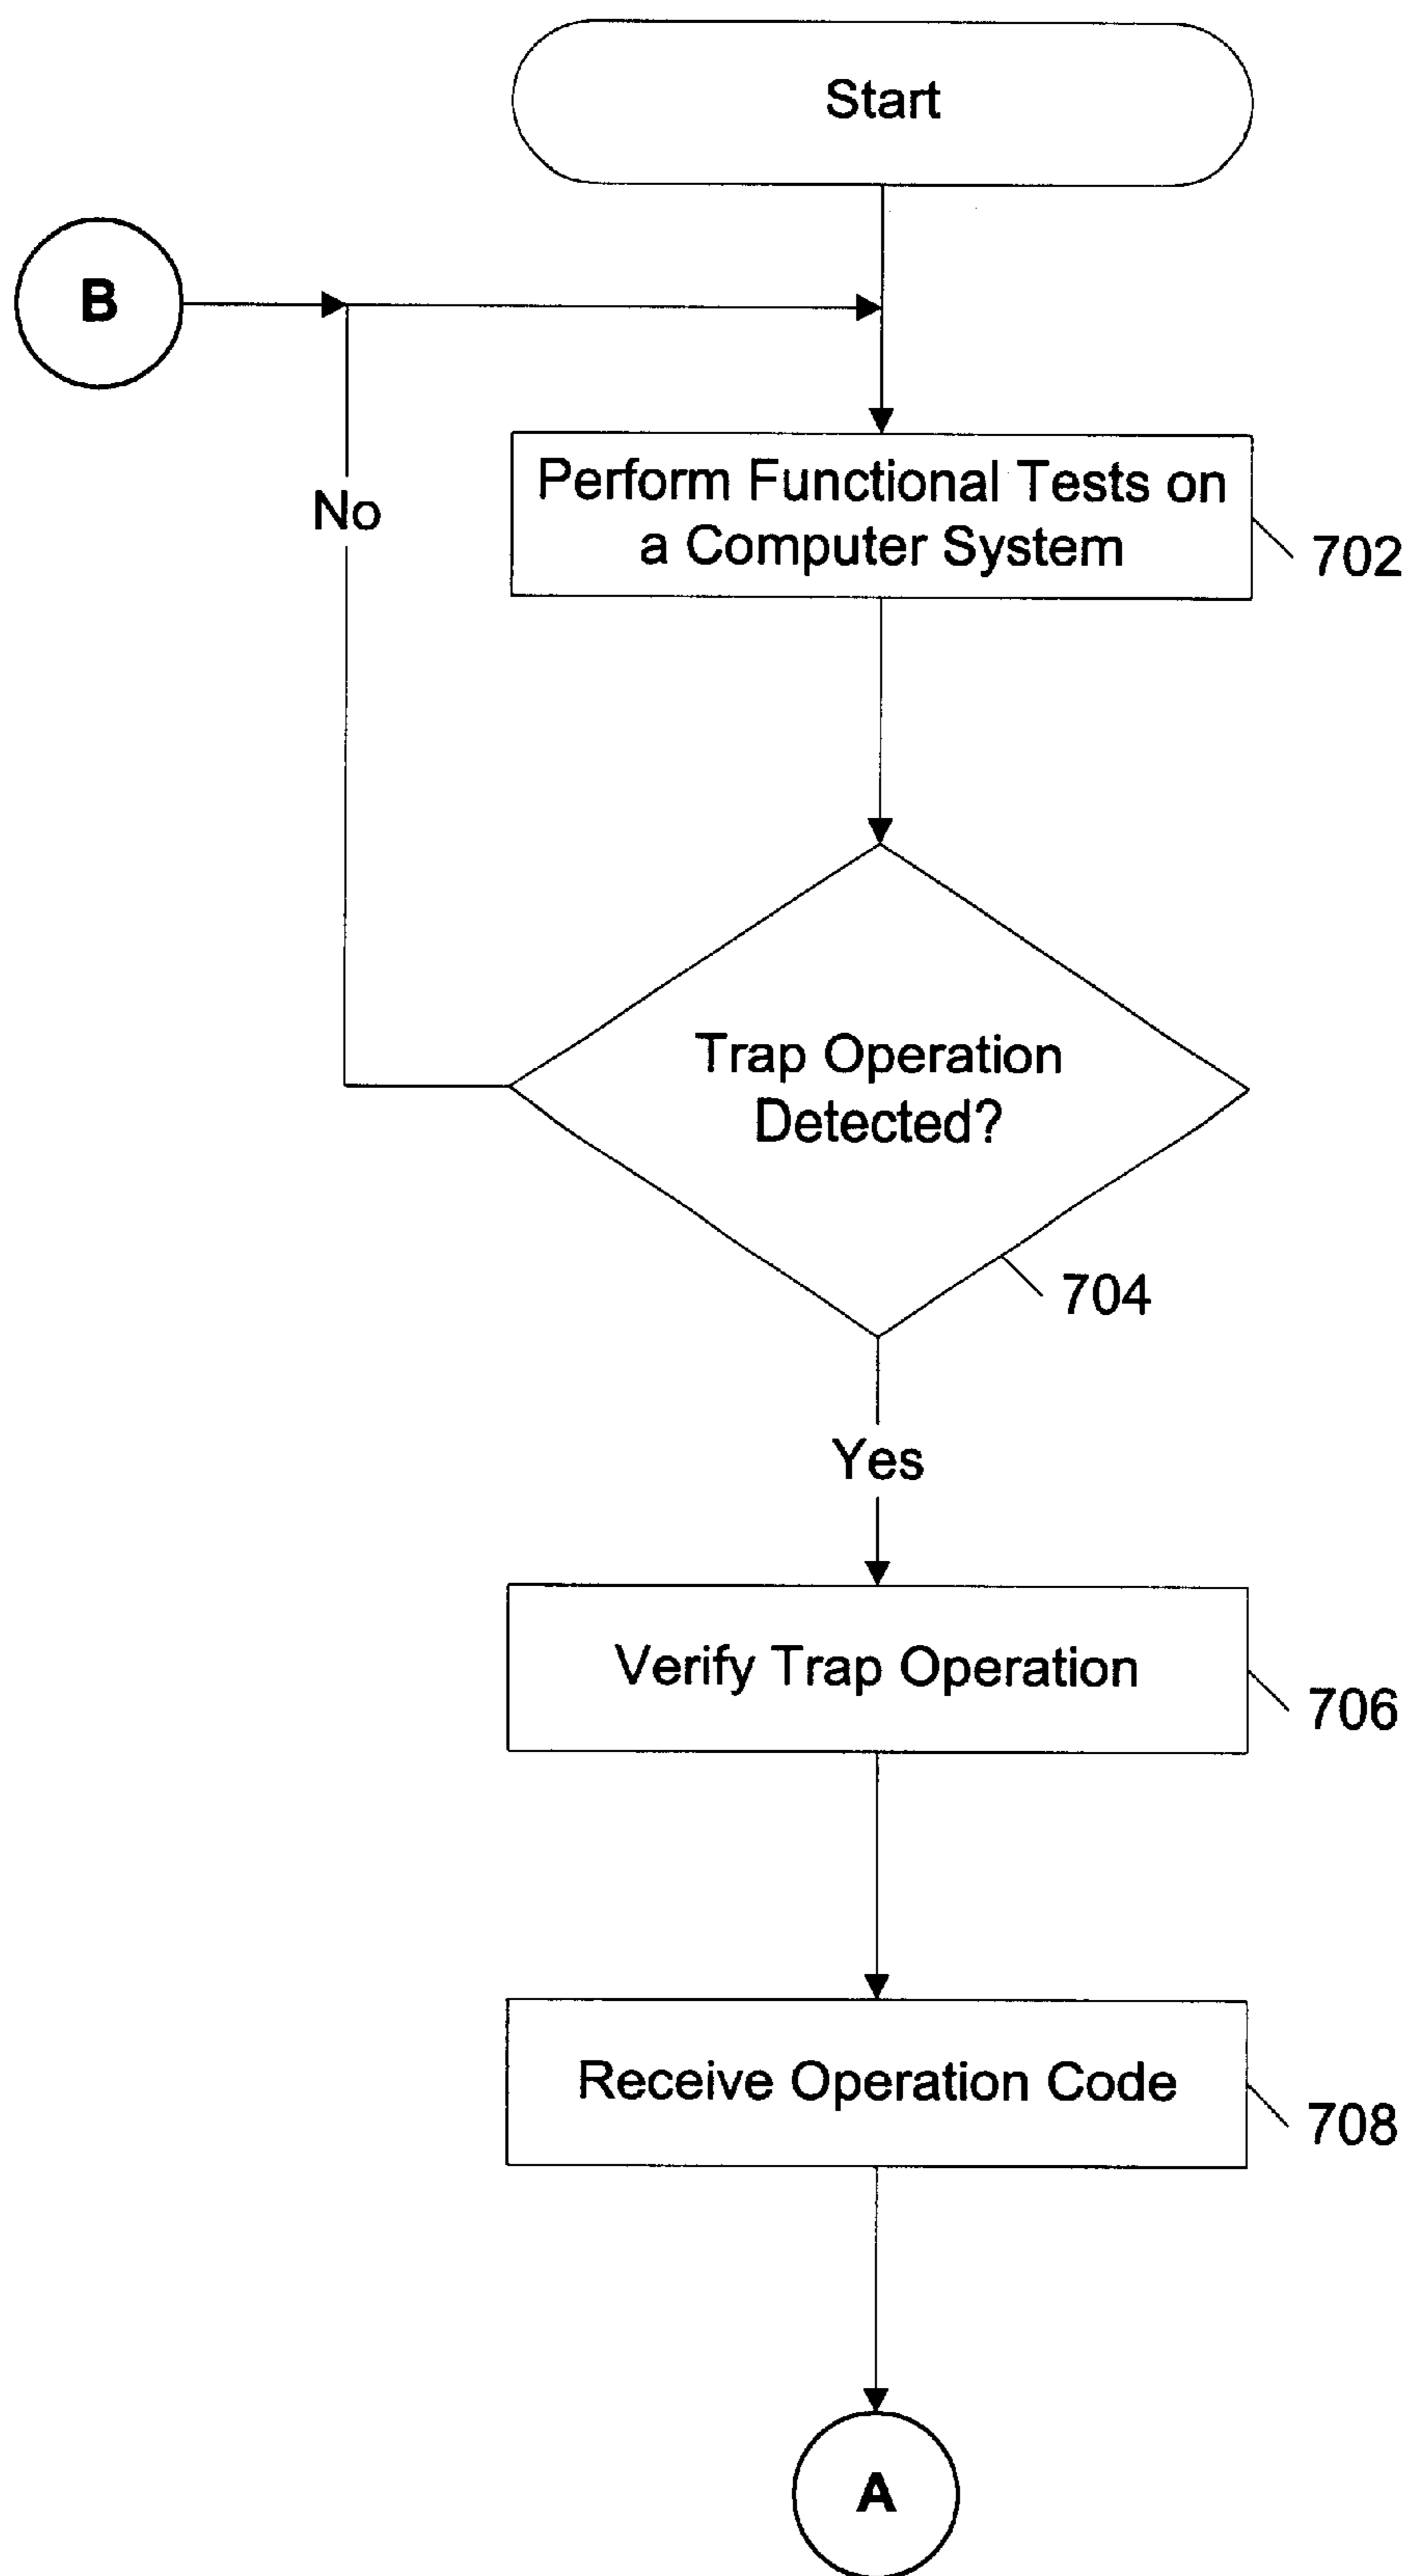 Start
B
No
Perform Functional Tests on
a Computer System
702
Trap Operation
Detected?
704
Yes
Verify Trap Operation
706
Receive Operation Code
708
A